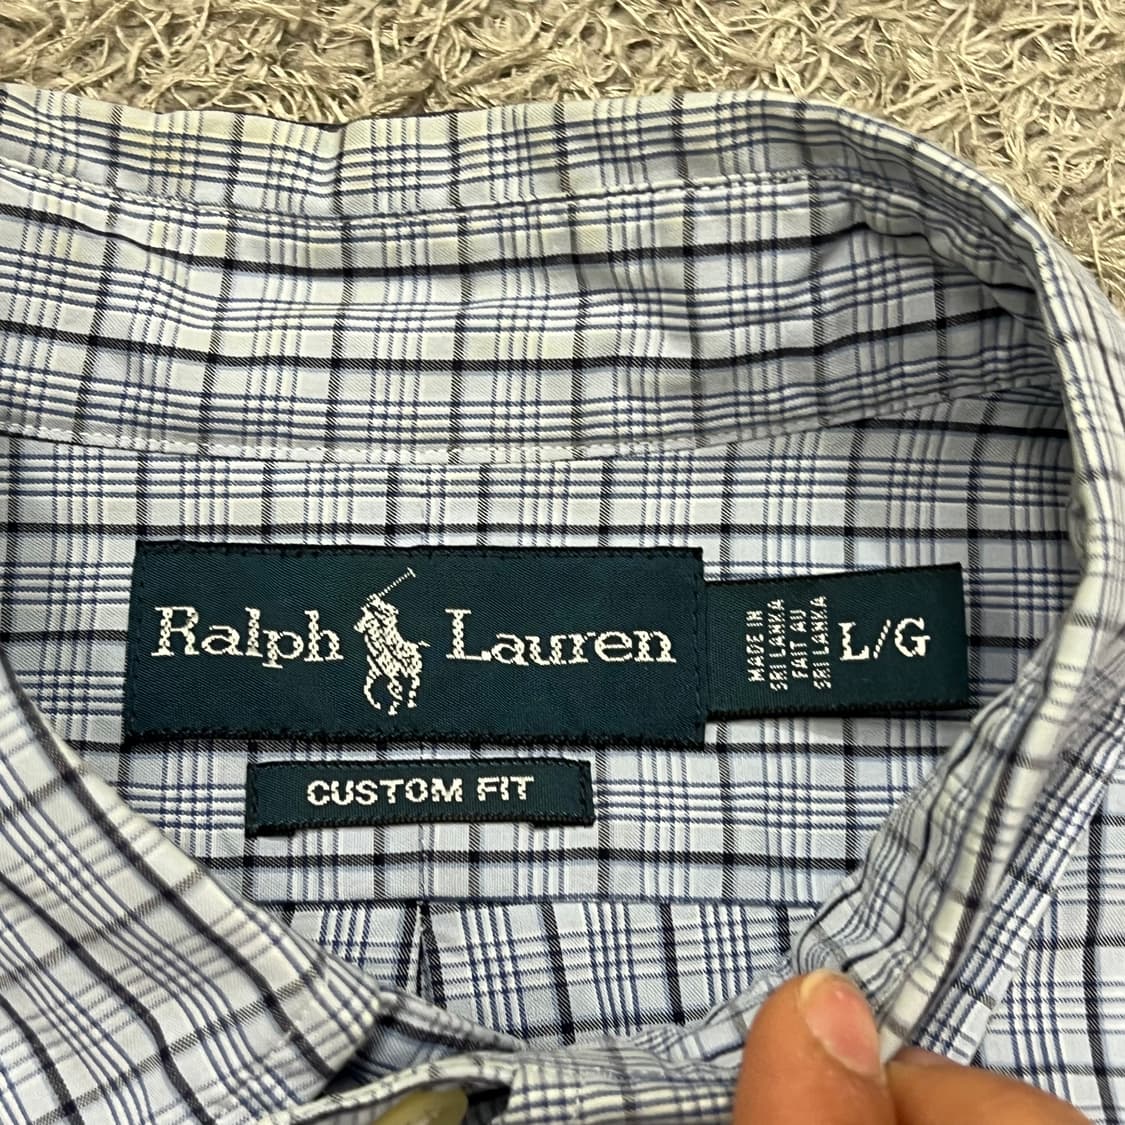 Ralph Lauren
MADE IN
SRI LANKA
FAIT AU
SRI LANKA
L/G
CUSTOM FIT